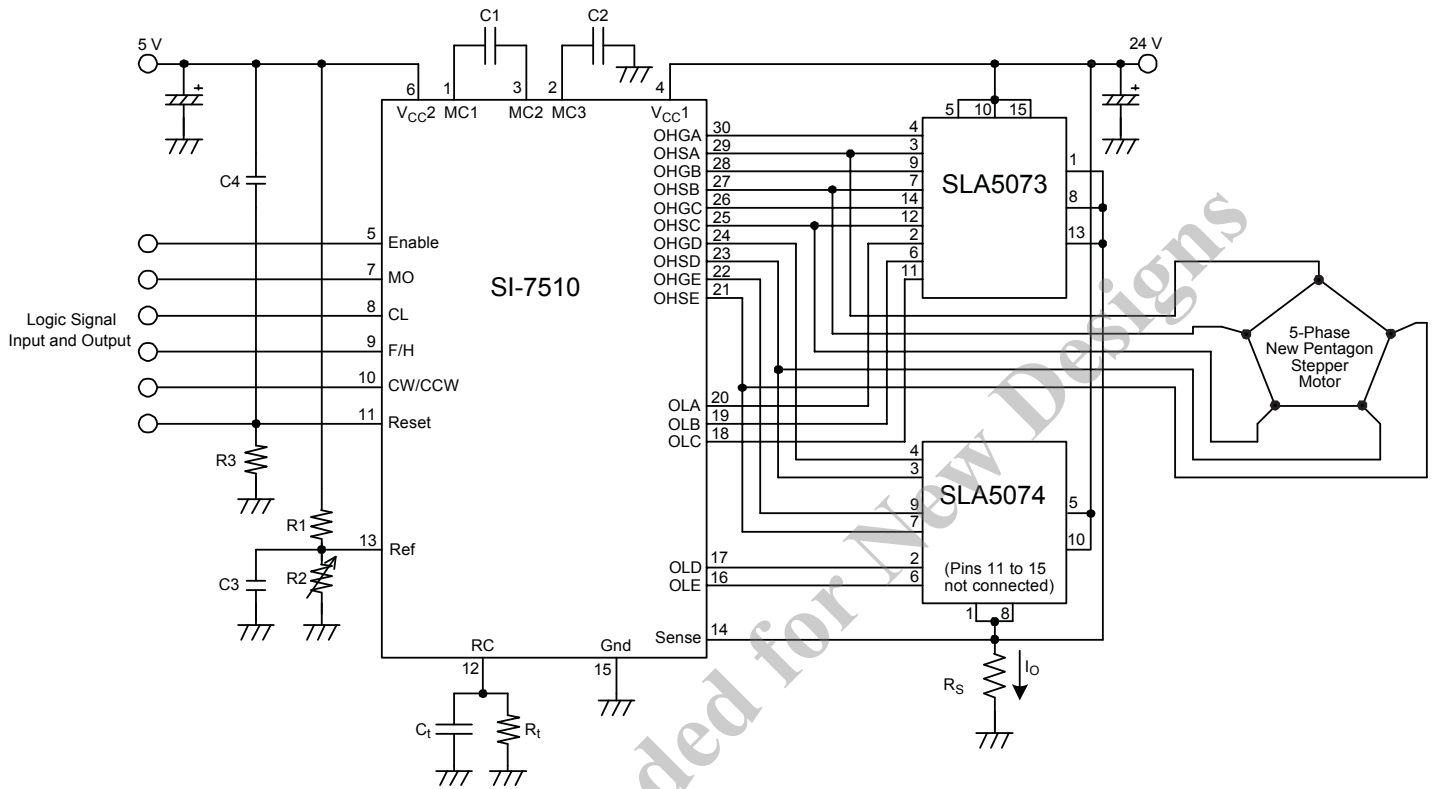 C1
C2
5 V
24 V
6
1
3
2
4
VCC2
MC1
MC2
MC3
VCC1
+
+
5
10
15
OHGA
30
4
OHSA
29
3
OHGB
28
9
OHSB
27
7
OHGC
26
14
OHSC
25
12
OHGD
24
2
OHSD
23
6
OHGE
22
11
OHSE
21
SLA5073
1
8
13
C4
5
Enable
7
MO
8
CL
9
F/H
10
CW/CCW
11
Reset
Logic Signal
Input and Output
SI-7510
5-Phase
New Pentagon
Stepper
Motor
OLA
20
OLB
19
OLC
18
R3
R1
13
Ref
C3
R2
4
3
SLA5074
9
7
5
10
OLD
17
2
OLE
16
6
(Pins 11 to 15
not connected)
1
8
Sense
14
RC
12
Gnd
15
RS
IO
Ct
Rt
ded for New Designs